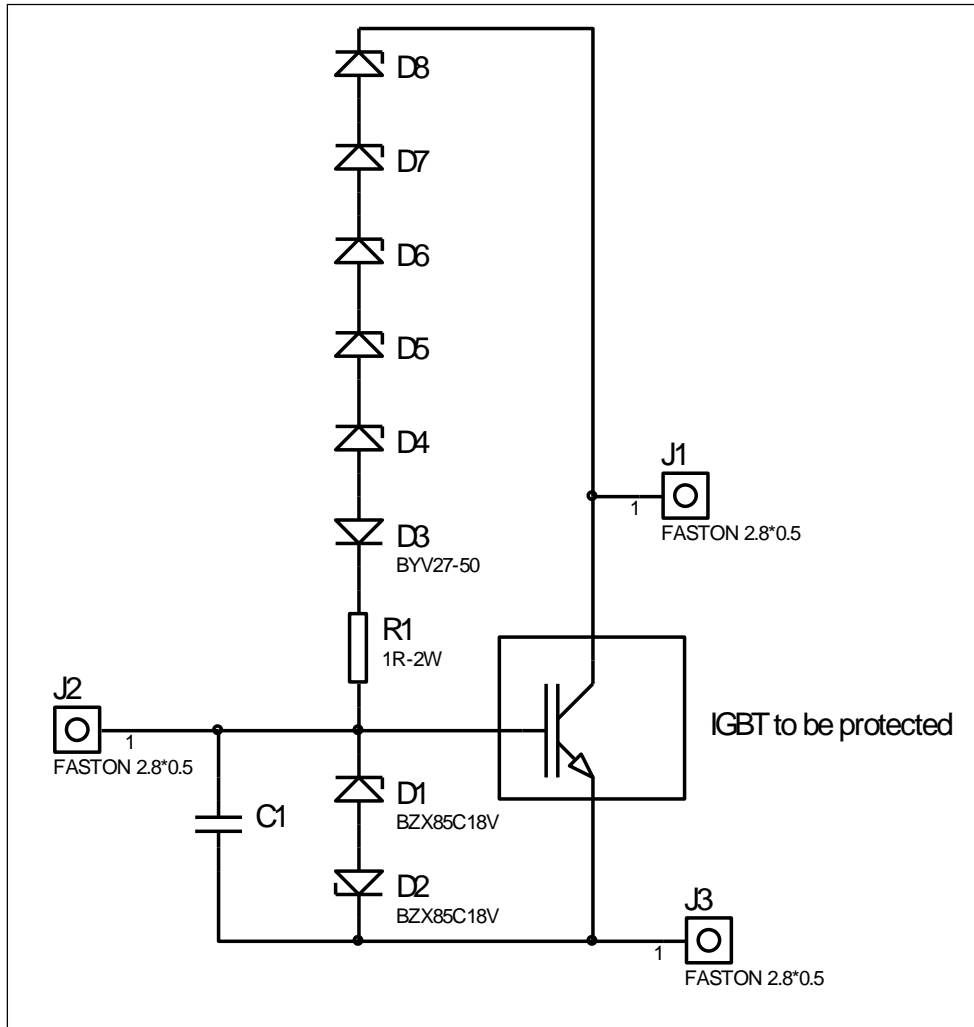 D8
D7
D6
D5
D4
J1
1
FASTON 2.8*0.5
D3
BYV27-50
R1
1R-2W
J2
1
FASTON 2.8*0.5
IGBT to be protected
D1
BZX85C18V
C1
D2
BZX85C18V
J3
1
FASTON 2.8*0.5